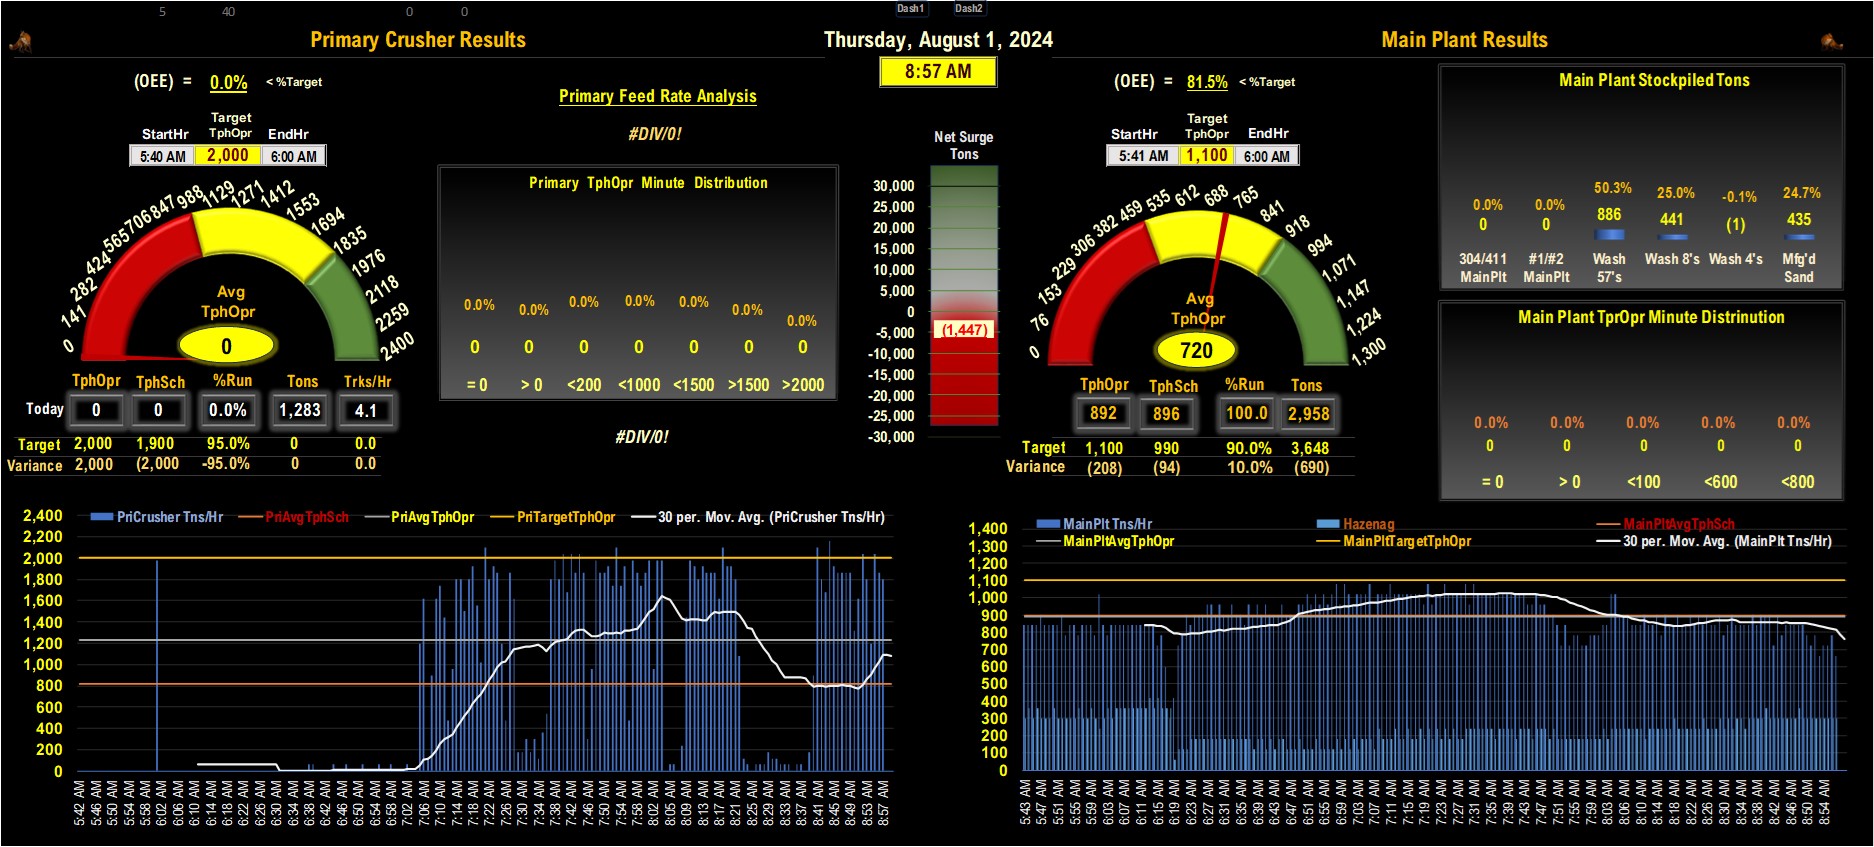 5 40 0 0 Dash1 Dash2
Primary Crusher Results
Thursday, August 1, 2024
Main Plant Results
8:57 AM
(OEE) = 0.0% < %Target
Target
StartHr TphOpr EndHr
5:40 AM 2,000 6:00 AM
0 141 282 424 565 706 847 988 1129 1271 1412 1553 1694 1835 1976 2118 2259 2400
Avg
TphOpr
0
TphOpr TphSch %Run Tons Trks/Hr
Today 0 0 0.0% 1,283 4.1
Target 2,000 1,900 95.0% 0 0.0
Variance 2,000 (2,000 -95.0% 0 0.0
Primary Feed Rate Analysis
#DIV/0!
Primary TphOpr Minute Distribution
0.0% 0.0% 0.0% 0.0% 0.0% 0.0% 0.0%
0 0 0 0 0 0 0
= 0 > 0 <200 <1000 <1500 >1500 >2000
#DIV/0!
Net Surge
Tons
30,000
25,000
20,000
15,000
10,000
5,000
0
-5,000
(1,447)
-10,000
-15,000
-20,000
-25,000
-30,000
(OEE) = 81.5% < %Target
Target
StartHr TphOpr EndHr
5:41 AM 1,100 6:00 AM
0 76 153 229 306 382 459 535 612 688 765 841 918 994 1,071 1,147 1,224 1,300
Avg
TphOpr
720
TphOpr TphSch %Run Tons
892 896 100.0 2,958
Target 1,100 990 90.0% 3,648
Variance (208) (94) 10.0% (690)
Main Plant Stockpiled Tons
0.0% 0.0% 50.3% 25.0% -0.1% 24.7%
0 0 886 441 (1) 435
304/411 #1/#2 Wash Wash 8's Wash 4's Mfg'd
MainPlt MainPlt 57's Sand
Main Plant TprOpr Minute Distrinution
0.0% 0.0% 0.0% 0.0% 0.0%
0 0 0 0 0
= 0 > 0 <100 <600 <800
PriCrusher Tns/Hr PriAvgTphSch PriAvgTphOpr PriTargetTphOpr 30 per. Mov. Avg. (PriCrusher Tns/Hr)
2,400
2,200
2,000
1,800
1,600
1,400
1,200
1,000
800
600
400
200
0
5:42 AM 5:46 AM 5:50 AM 5:54 AM 5:58 AM 6:02 AM 6:06 AM 6:10 AM 6:14 AM 6:18 AM 6:22 AM 6:26 AM 6:30 AM 6:34 AM 6:38 AM 6:42 AM 6:46 AM 6:50 AM 6:54 AM 6:58 AM 7:02 AM 7:06 AM 7:10 AM 7:14 AM 7:18 AM 7:22 AM 7:26 AM 7:30 AM 7:34 AM 7:38 AM 7:42 AM 7:46 AM 7:50 AM 7:54 AM 7:58 AM 8:02 AM 8:05 AM 8:09 AM 8:13 AM 8:17 AM 8:21 AM 8:25 AM 8:29 AM 8:33 AM 8:37 AM 8:41 AM 8:45 AM 8:49 AM 8:53 AM 8:57 AM
MainPlt Tns/Hr Hazenag MainPltAvgTphSch
MainPltAvgTphOpr MainPltTargetTphOpr 30 per. Mov. Avg. (MainPlt Tns/Hr)
1,400
1,300
1,200
1,100
1,000
900
800
700
600
500
400
300
200
100
0
5:43 AM 5:47 AM 5:51 AM 5:55 AM 5:59 AM 6:03 AM 6:07 AM 6:11 AM 6:15 AM 6:19 AM 6:23 AM 6:27 AM 6:31 AM 6:35 AM 6:39 AM 6:43 AM 6:47 AM 6:51 AM 6:55 AM 6:59 AM 7:03 AM 7:07 AM 7:11 AM 7:15 AM 7:19 AM 7:23 AM 7:27 AM 7:31 AM 7:35 AM 7:39 AM 7:43 AM 7:47 AM 7:51 AM 7:55 AM 7:59 AM 8:03 AM 8:06 AM 8:10 AM 8:14 AM 8:18 AM 8:22 AM 8:26 AM 8:30 AM 8:34 AM 8:38 AM 8:42 AM 8:46 AM 8:50 AM 8:54 AM